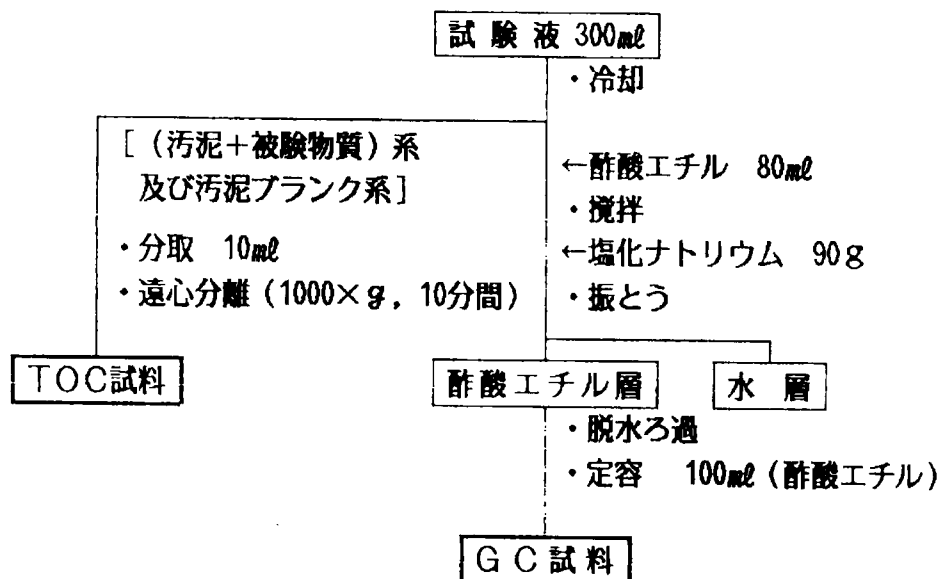 試験液 300ml
・冷却
[（汚泥＋被験物質）系
及び汚泥ブランク系]
・分取 10ml
・遠心分離（1000×g，10分間）
←酢酸エチル 80ml
・攪拌
←塩化ナトリウム 90g
・振とう
TOC試料
酢酸エチル層
水層
・脱水ろ過
・定容 100ml（酢酸エチル）
GC試料